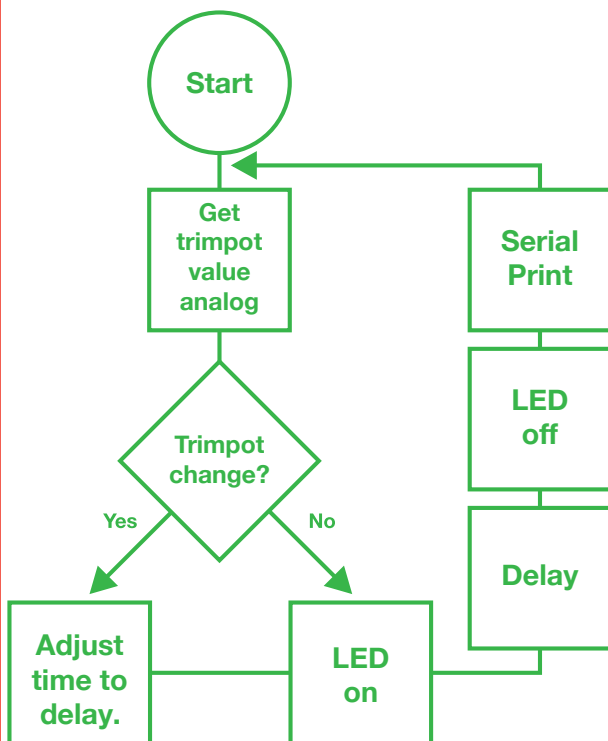 Start
Get
trimpot
value
analog
Trimpot
change?
Yes
No
Adjust
time to
delay.
LED
on
Delay
LED
off
Serial
Print